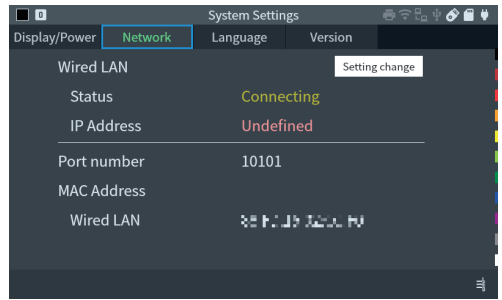 0 System Settings
Display/Power Network Language Version
Wired LAN Setting change
Status Connecting
IP Address Undefined
Port number 10101
MAC Address
Wired LAN